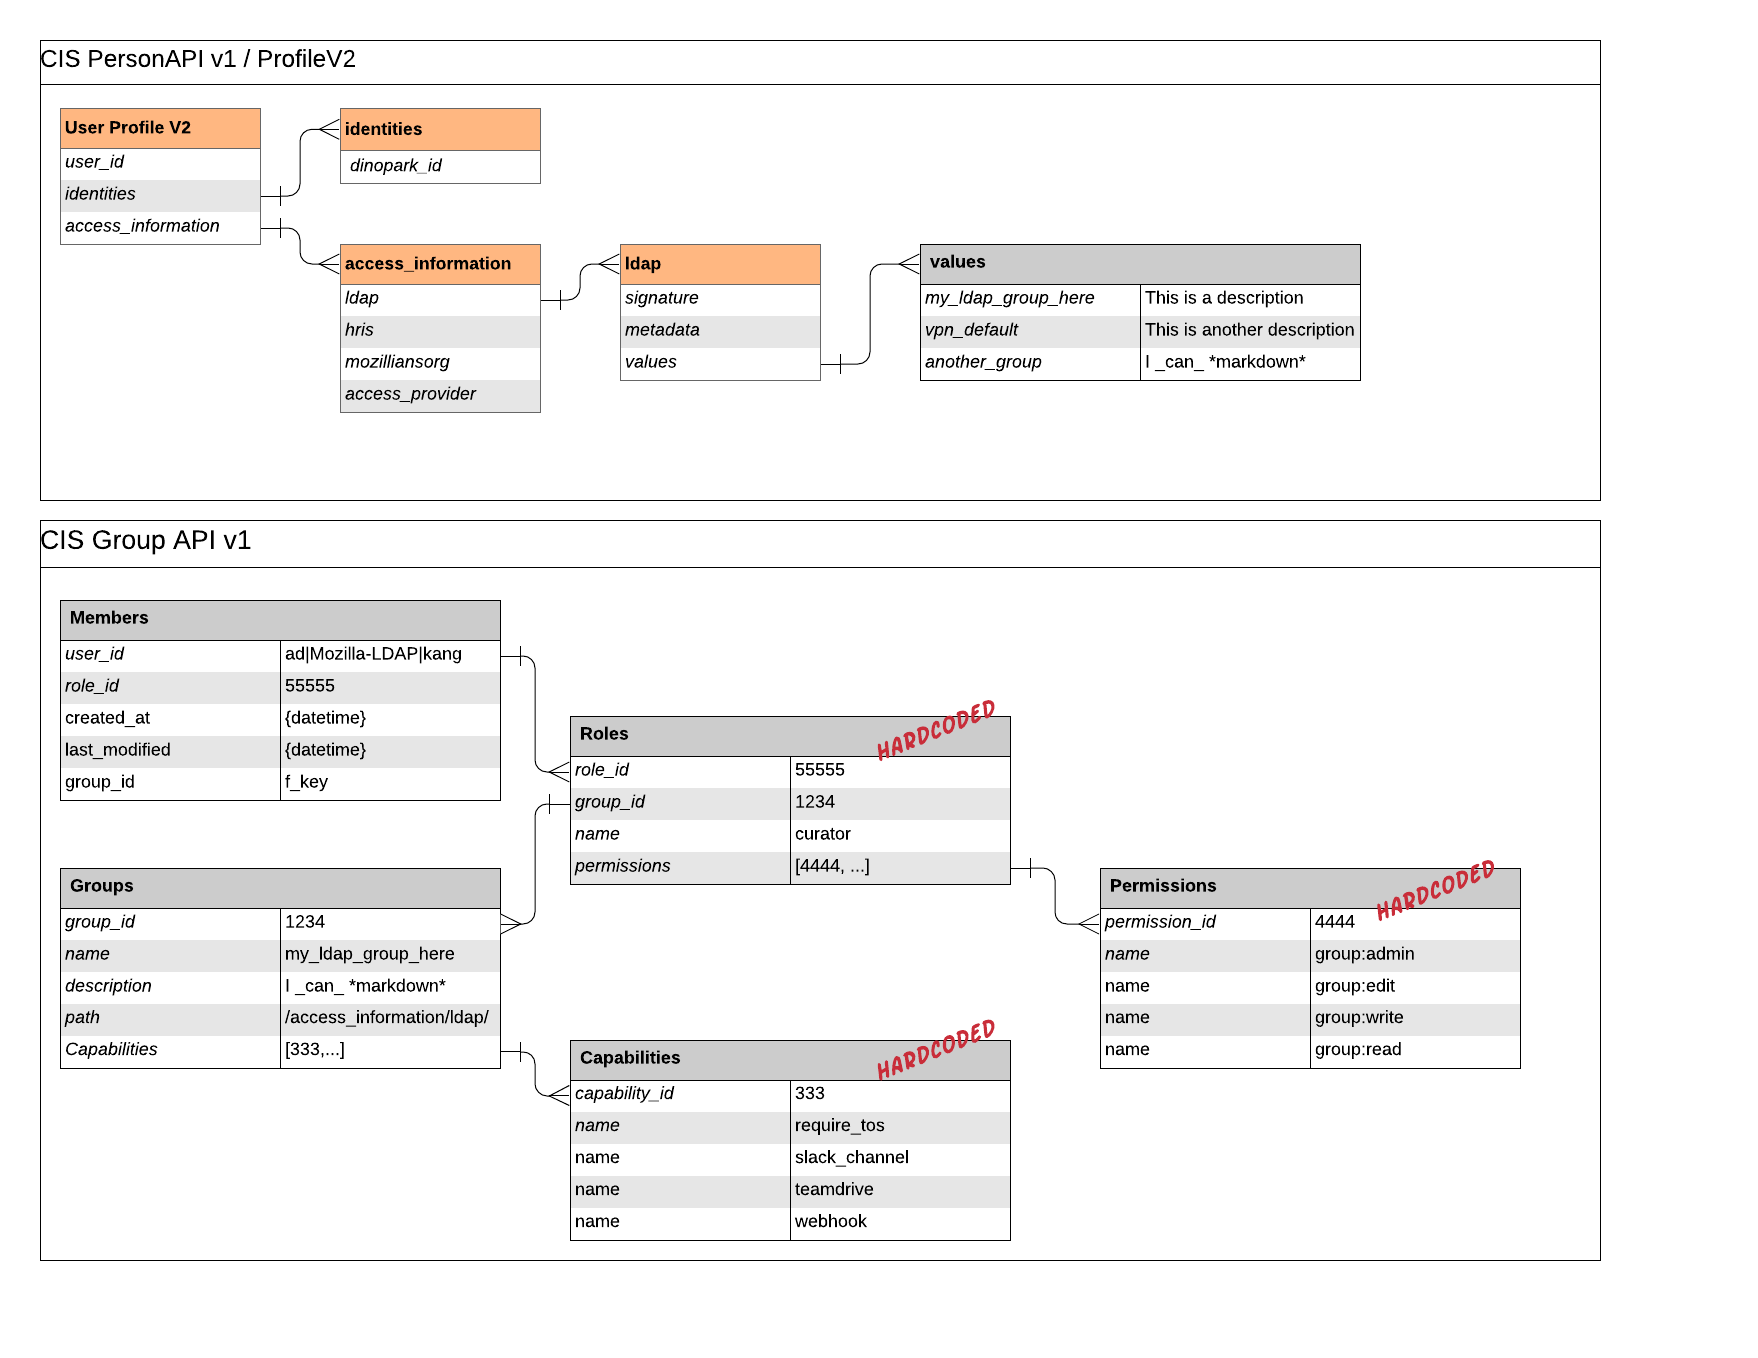 CIS PersonAPI v1 / ProfileV2
User Profile V2
user_id
identities
access_information
identities
dinopark_id
access_information
ldap
hris
mozilliansorg
access_provider
ldap
signature
metadata
values
values
my_ldap_group_here This is a description
vpn_default This is another description
another_group I _can_ *markdown*
CIS Group API v1
Members
user_id ad|Mozilla-LDAP|kang
role_id 55555
created_at {datetime}
last_modified {datetime}
group_id f_key
Groups
group_id 1234
name my_ldap_group_here
description I _can_ *markdown*
path /access_information/ldap/
Capabilities [333,...]
Roles HARDCODED
role_id 55555
group_id 1234
name curator
permissions [4444, ...]
Capabilities HARDCODED
capability_id 333
name require_tos
name slack_channel
name teamdrive
name webhook
Permissions HARDCODED
permission_id 4444
name group:admin
name group:edit
name group:write
name group:read